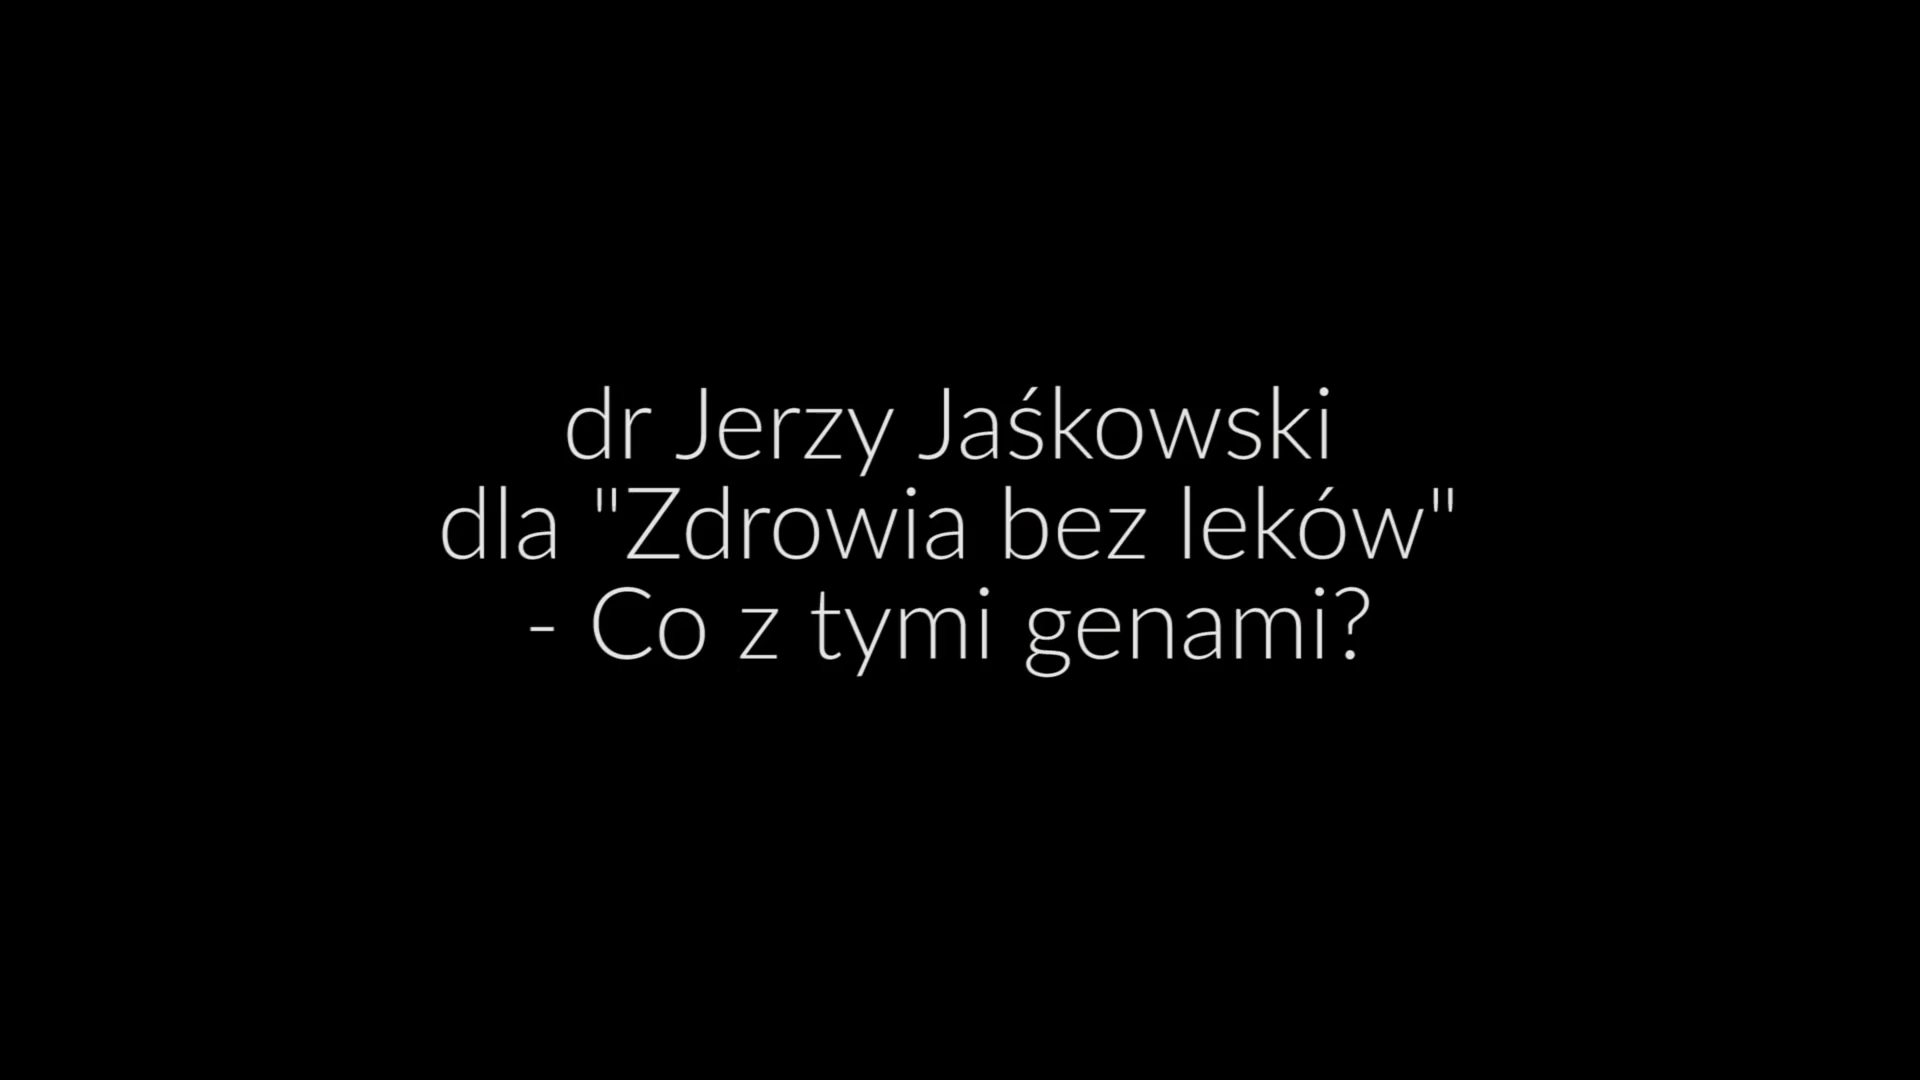 dr Jerzy Jaśkowski
dla "Zdrowia bez leków"
- Co z tymi genami?